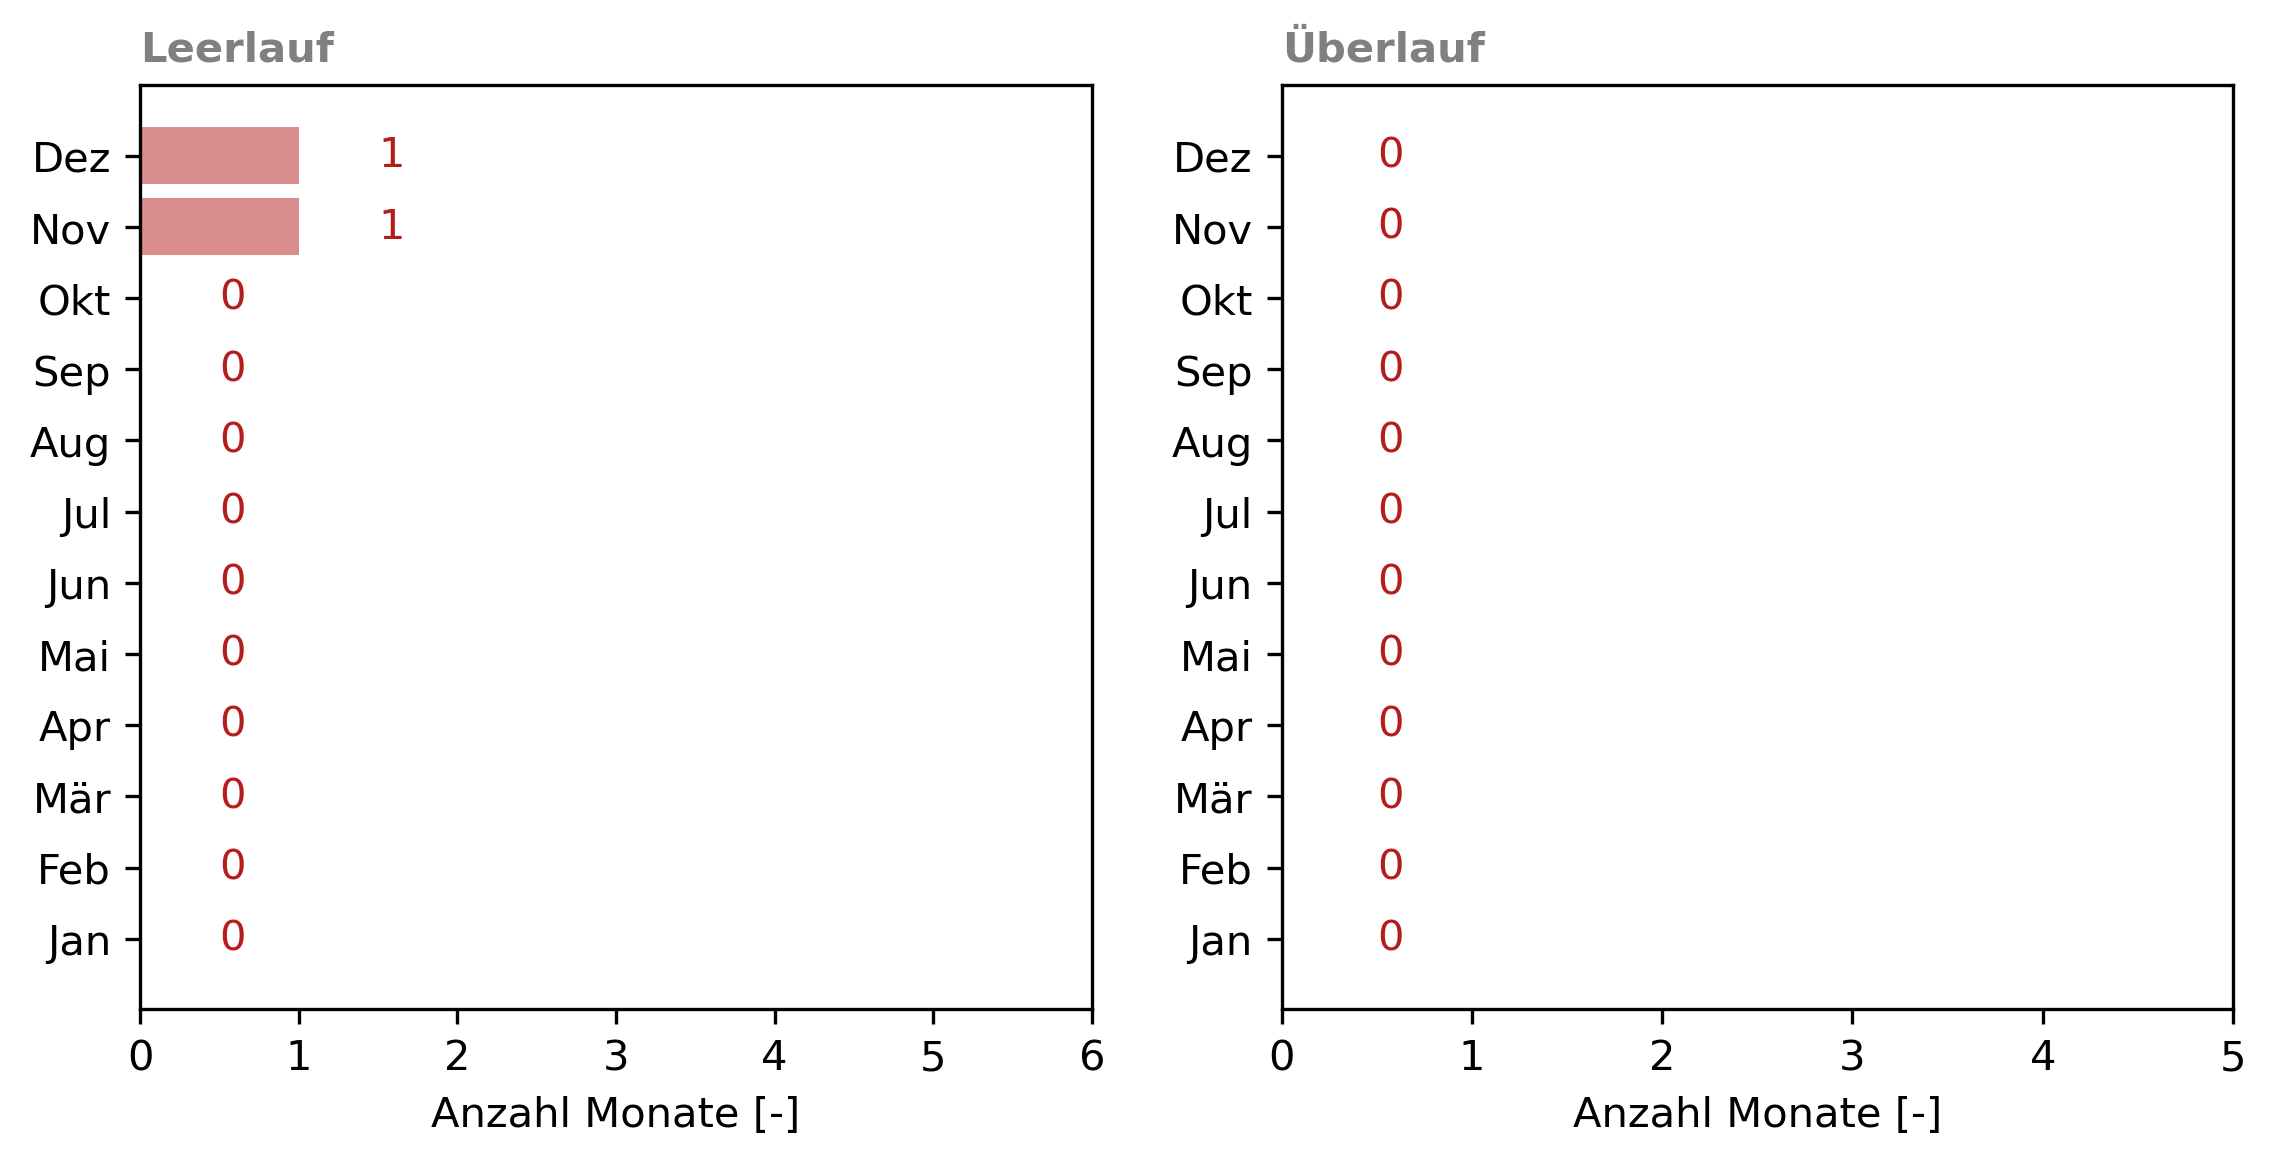 Leerlauf
Dez 1
Nov 1
Okt 0
Sep 0
Aug 0
Jul 0
Jun 0
Mai 0
Apr 0
Mär 0
Feb 0
Jan 0
0 1 2 3 4 5 6
Anzahl Monate [-]
Überlauf
Dez 0
Nov 0
Okt 0
Sep 0
Aug 0
Jul 0
Jun 0
Mai 0
Apr 0
Mär 0
Feb 0
Jan 0
0 1 2 3 4 5
Anzahl Monate [-]